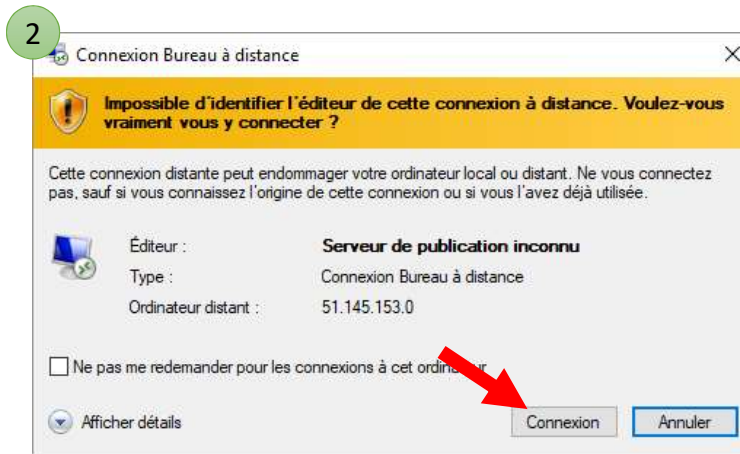 2
Connexion Bureau à distance
Impossible d'identifier l'éditeur de cette connexion à distance. Voulez-vous
vraiment vous y connecter ?
Cette connexion distante peut endommager votre ordinateur local ou distant. Ne vous connectez
pas, sauf si vous connaissez l'origine de cette connexion ou si vous l'avez déjà utilisée.
Éditeur : Serveur de publication inconnu
Type : Connexion Bureau à distance
Ordinateur distant : 51.145.153.0
Ne pas me redemander pour les connexions à cet
Afficher détails Connexion Annuler